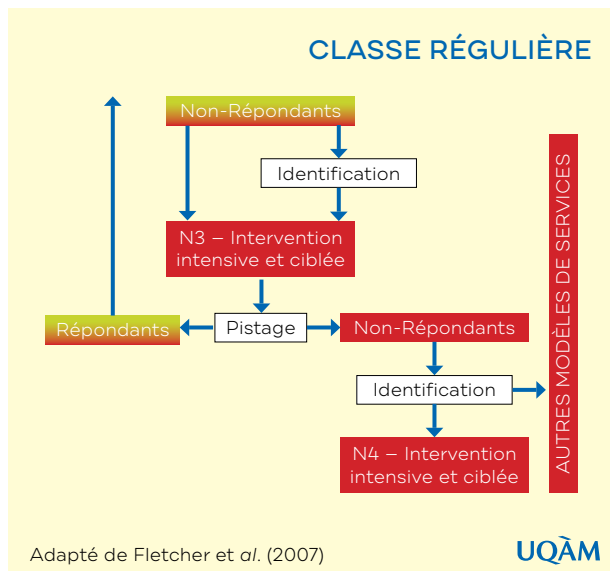 CLASSE RÉGULIÈRE
Non-Répondants
Identification
N3 – Intervention
intensive et ciblée
Répondants
Pistage
Non-Répondants
Identification
N4 – Intervention
intensive et ciblée
AUTRES MODÈLES DE SERVICES
Adapté de Fletcher et al. (2007)
UQÀM